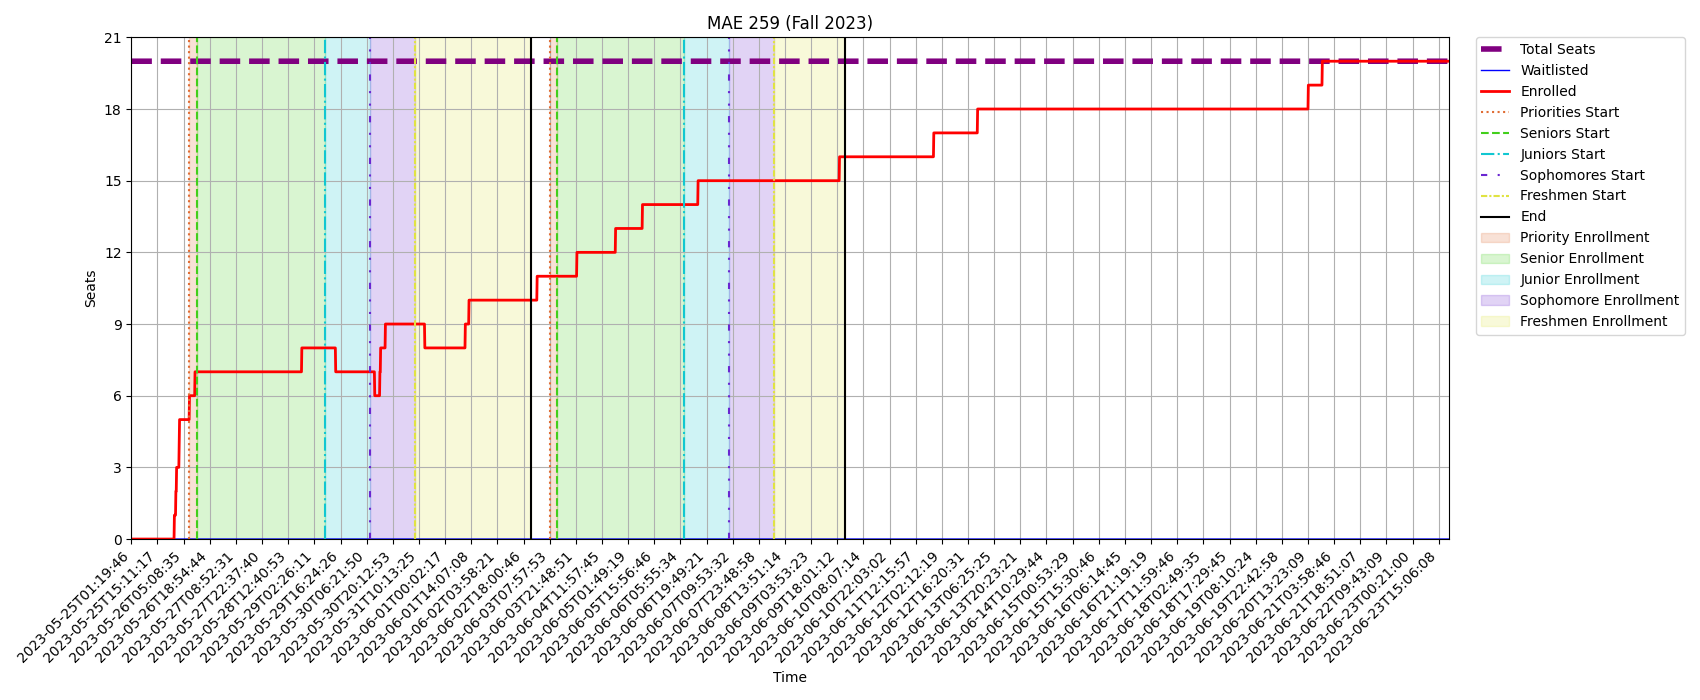 MAE 259 (Fall 2023)
21
18
15
12
9
6
3
0
Seats
2023-05-25T01:19:46
2023-05-25T15:11:17
2023-05-26T05:08:35
2023-05-26T18:54:44
2023-05-27T08:52:31
2023-05-27T22:37:40
2023-05-28T12:40:53
2023-05-29T02:26:11
2023-05-29T16:24:26
2023-05-30T06:21:50
2023-05-30T20:12:53
2023-05-31T10:13:25
2023-06-01T00:02:17
2023-06-01T14:07:08
2023-06-02T03:58:21
2023-06-02T18:00:46
2023-06-03T07:57:53
2023-06-03T21:48:51
2023-06-04T11:57:45
2023-06-05T01:49:19
2023-06-05T15:56:46
2023-06-06T05:55:34
2023-06-06T19:49:21
2023-06-07T09:53:32
2023-06-07T23:48:58
2023-06-08T13:51:14
2023-06-09T03:53:23
2023-06-09T18:01:12
2023-06-10T08:07:14
2023-06-10T22:03:02
2023-06-11T12:15:57
2023-06-12T02:12:19
2023-06-12T16:20:31
2023-06-13T06:25:25
2023-06-13T20:23:21
2023-06-14T10:29:44
2023-06-15T00:53:29
2023-06-15T15:30:46
2023-06-16T06:14:45
2023-06-16T21:19:19
2023-06-17T11:59:46
2023-06-18T02:49:35
2023-06-18T17:29:45
2023-06-19T08:10:24
2023-06-19T22:42:58
2023-06-20T13:23:09
2023-06-21T03:58:46
2023-06-21T18:51:07
2023-06-22T09:43:09
2023-06-23T00:21:00
2023-06-23T15:06:08
Time
Total Seats
Waitlisted
Enrolled
Priorities Start
Seniors Start
Juniors Start
Sophomores Start
Freshmen Start
End
Priority Enrollment
Senior Enrollment
Junior Enrollment
Sophomore Enrollment
Freshmen Enrollment